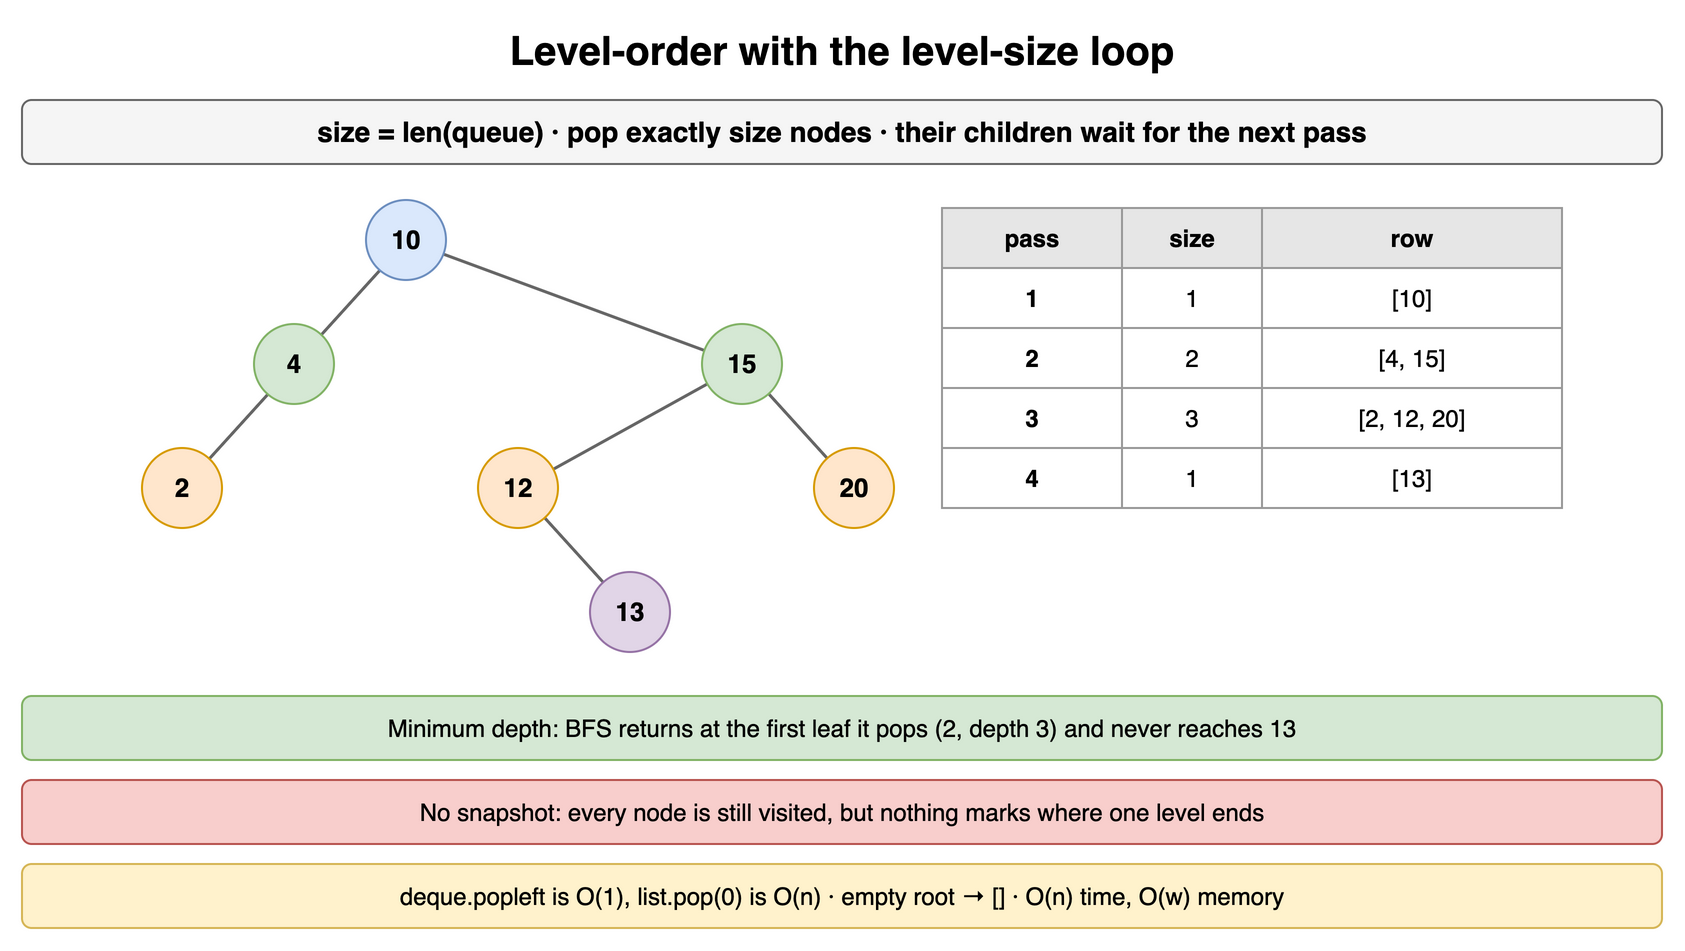 Level-order with the level-size loop
size = len(queue) · pop exactly size nodes · their children wait for the next pass
10
4
15
2
12
20
13
pass size row
1 1 [10]
2 2 [4, 15]
3 3 [2, 12, 20]
4 1 [13]
Minimum depth: BFS returns at the first leaf it pops (2, depth 3) and never reaches 13
No snapshot: every node is still visited, but nothing marks where one level ends
deque.popleft is O(1), list.pop(0) is O(n) · empty root → [] · O(n) time, O(w) memory